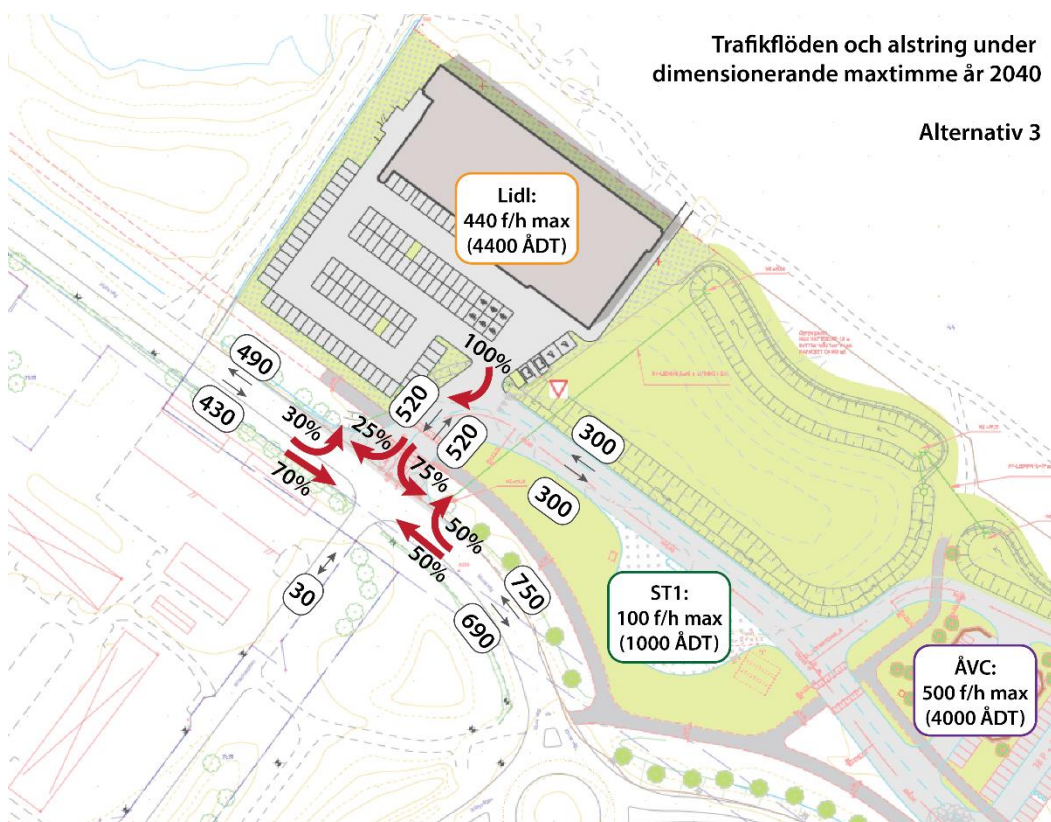 Trafikflöden och alstring under
dimensionerande maxtimme år 2040
Alternativ 3
Lidl:
440 f/h max
(4400 ÅDT)
100%
490
430
520
520
30%
25%
70%
75%
300
300
50%
50%
30
750
690
ST1:
100 f/h max
(1000 ÅDT)
ÅVC:
500 f/h max
(4000 ÅDT)